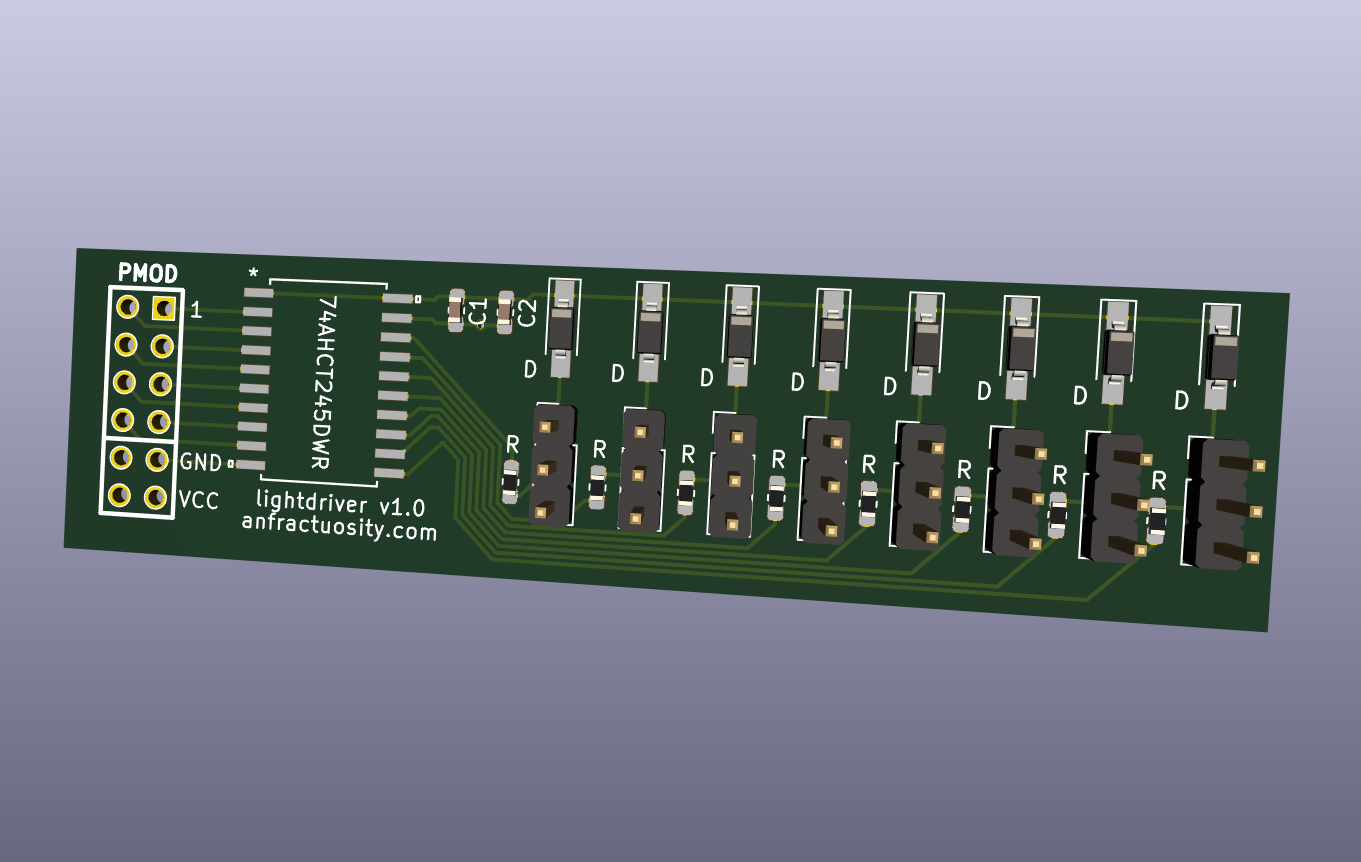 PMOD
*
1
GND
VCC
74AHCT245DWR
lightdriver v1.0
anfractuosity.com
C1
C2
D
D
D
D
D
D
D
D
R
R
R
R
R
R
R
R